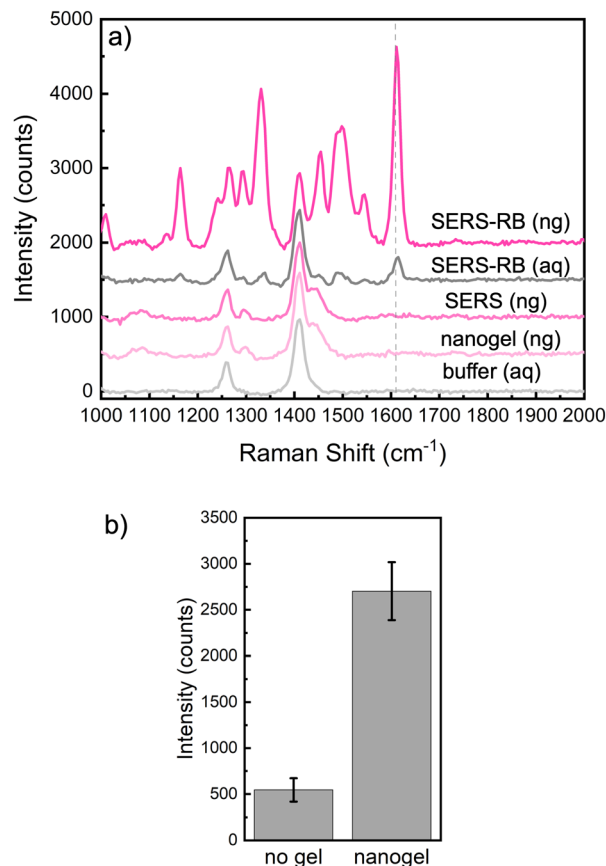 a)
5000
4000
3000
2000
1000
0
Intensity (counts)
SERS-RB (ng)
SERS-RB (aq)
SERS (ng)
nanogel (ng)
buffer (aq)
1000 1100 1200 1300 1400 1500 1600 1700 1800 1900 2000
Raman Shift (cm⁻¹)
b)
3500
3000
2500
2000
1500
1000
500
0
Intensity (counts)
no gel nanogel